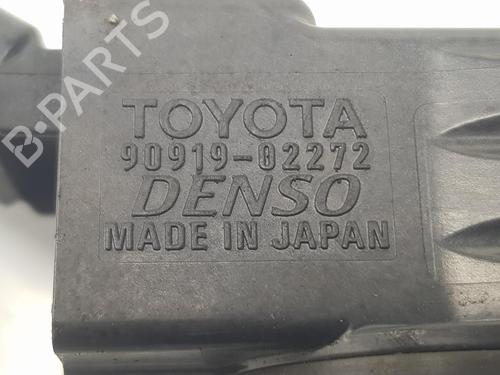 B-PARTS
TOYOTA
90919-02272
DENSO
MADE IN JAPAN